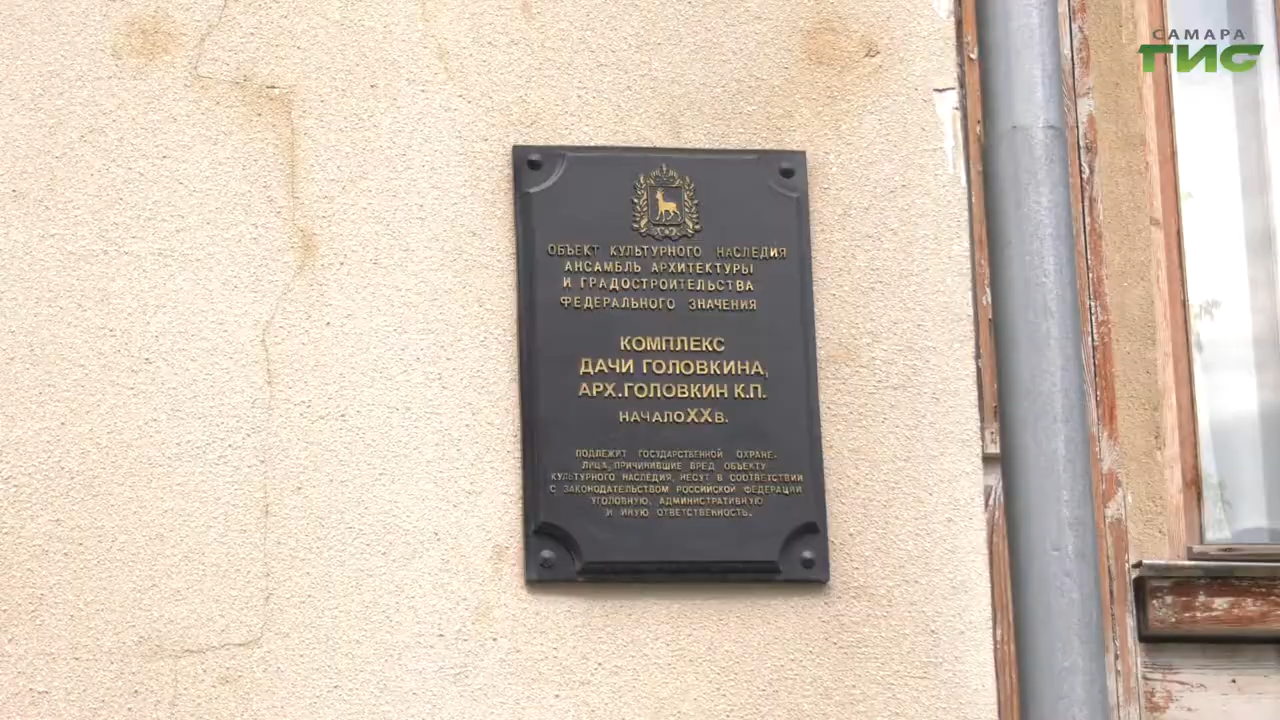 САМАРА
ГИС
ОБЪЕКТ КУЛЬТУРНОГО НАСЛЕДИЯ
АНСАМБЛЬ АРХИТЕКТУРЫ
И ГРАДОСТРОИТЕЛЬСТВА
ФЕДЕРАЛЬНОГО ЗНАЧЕНИЯ
КОМПЛЕКС
ДАЧИ ГОЛОВКИНА,
АРХ.ГОЛОВКИН К.П.
НАЧАЛО XX В.
ПОДЛЕЖИТ ГОСУДАРСТВЕННОЙ ОХРАНЕ.
ЛИЦА, ПРИЧИНИВШИЕ ВРЕД ОБЪЕКТУ
КУЛЬТУРНОГО НАСЛЕДИЯ, НЕСУТ В СООТВЕТСТВИИ
С ЗАКОНОДАТЕЛЬСТВОМ РОССИЙСКОЙ ФЕДЕРАЦИИ
УГОЛОВНУЮ, АДМИНИСТРАТИВНУЮ
И ИНУЮ ОТВЕТСТВЕННОСТЬ.